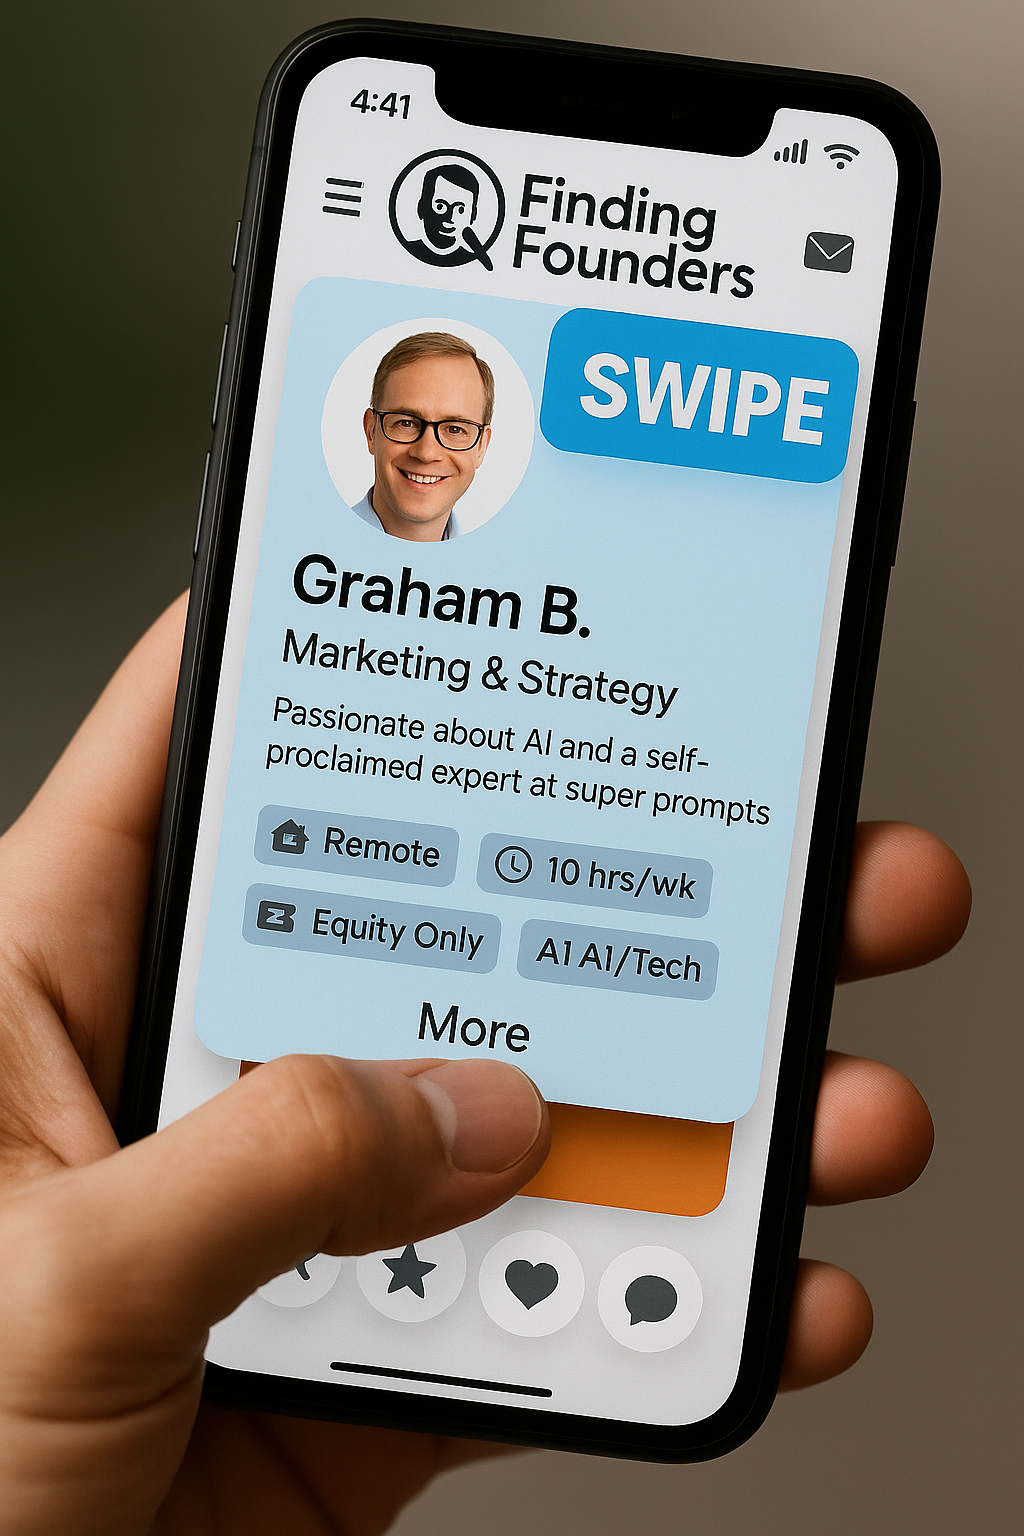 4:41
Finding
Founders
SWIPE
Graham B.
Marketing & Strategy
Passionate about AI and a self-
proclaimed expert at super prompts
Remote
10 hrs/wk
Equity Only
A1 A1/Tech
More